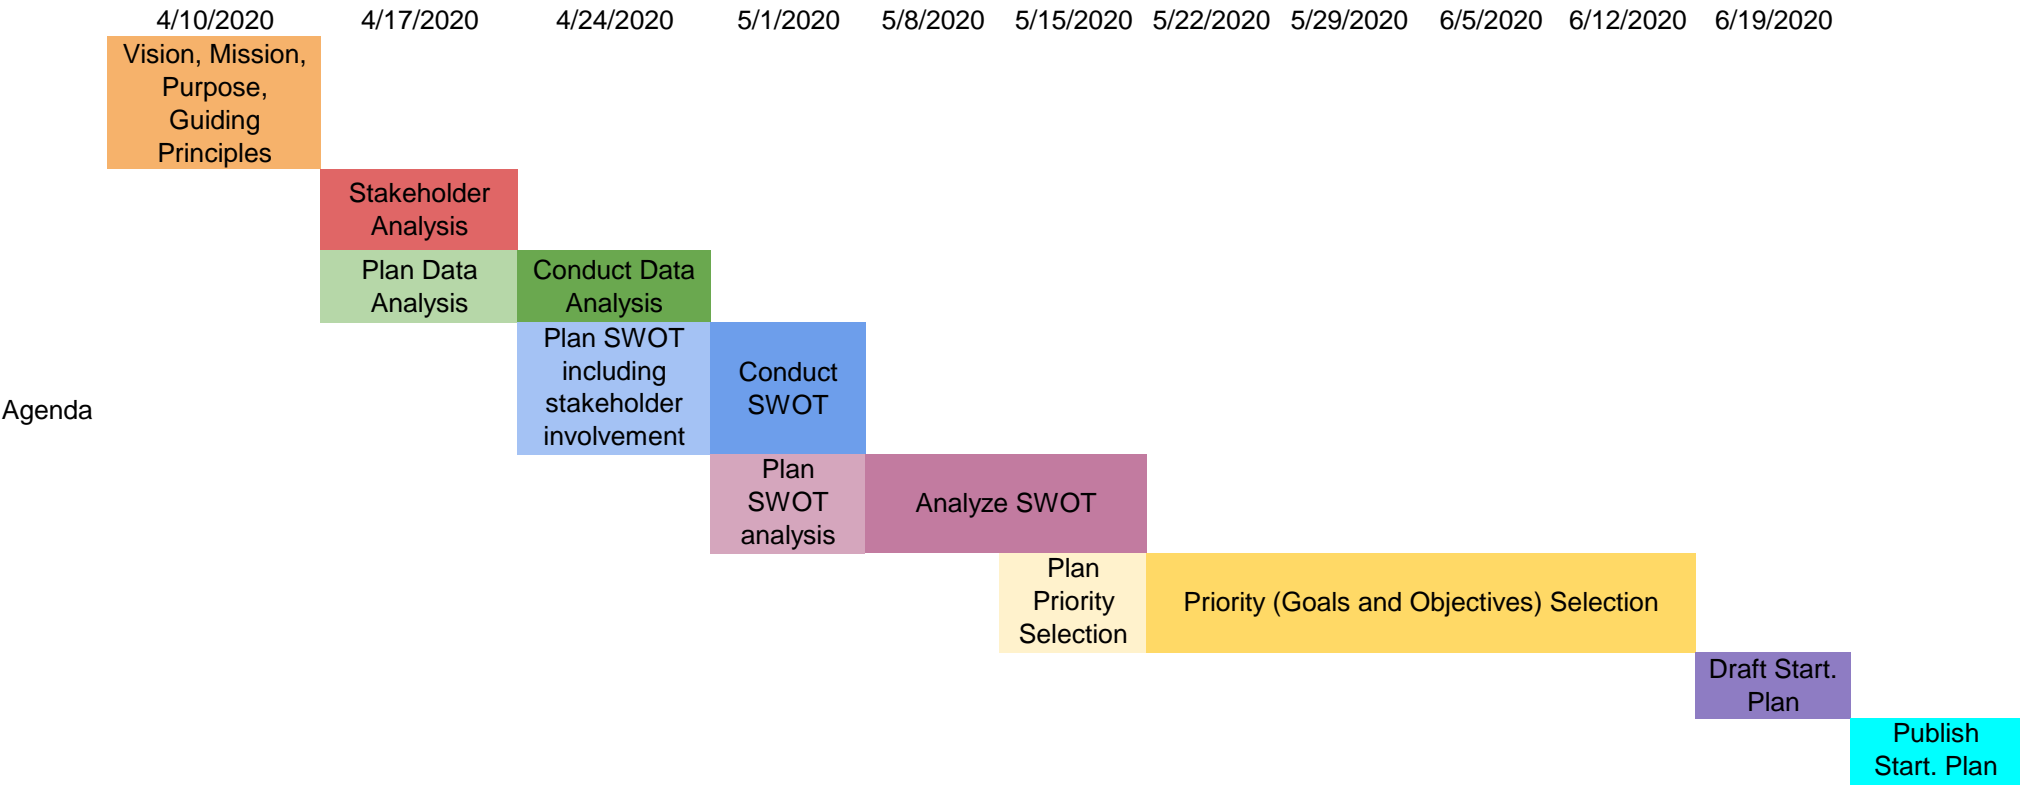 4/10/2020 4/17/2020 4/24/2020 5/1/2020 5/8/2020 5/15/2020 5/22/2020 5/29/2020 6/5/2020 6/12/2020 6/19/2020
Vision, Mission,
Purpose,
Guiding
Principles
Stakeholder
Analysis
Plan Data
Analysis
Conduct Data
Analysis
Agenda
Plan SWOT
including
stakeholder
involvement
Conduct
SWOT
Plan
SWOT
analysis
Analyze SWOT
Plan
Priority
Selection
Priority (Goals and Objectives) Selection
Draft Start.
Plan
Publish
Start. Plan